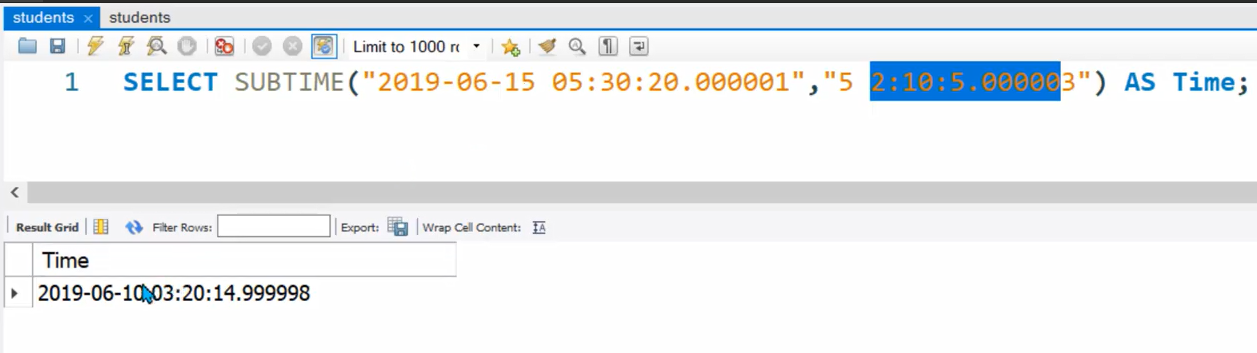 students × students
Limit to 1000 rc
1 SELECT SUBTIME("2019-06-15 05:30:20.000001","5 2:10:5.000003") AS Time;
Result Grid Filter Rows: Export: Wrap Cell Content: IA
Time
2019-06-10 03:20:14.999998